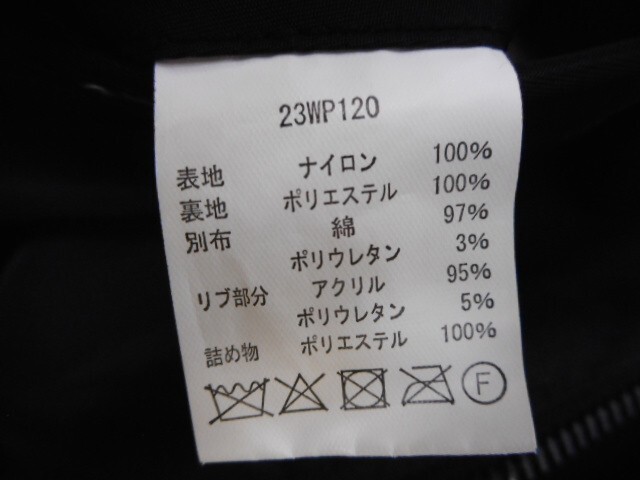 23WP120
表地 ナイロン 100%
裏地 ポリエステル 100%
別布 綿 97%
ポリウレタン 3%
リブ部分 アクリル 95%
ポリウレタン 5%
詰め物 ポリエステル 100%
F